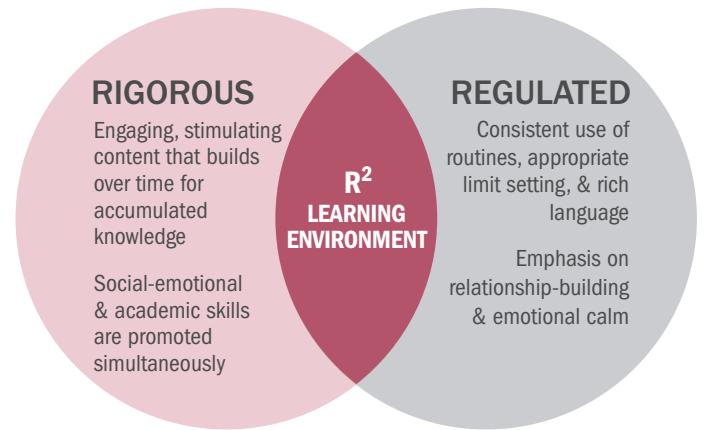 RIGOROUS
Engaging, stimulating
content that builds
over time for
accumulated
knowledge
Social-emotional
& academic skills
are promoted
simultaneously
R²
LEARNING
ENVIRONMENT
REGULATED
Consistent use of
routines, appropriate
limit setting, & rich
language
Emphasis on
relationship-building
& emotional calm